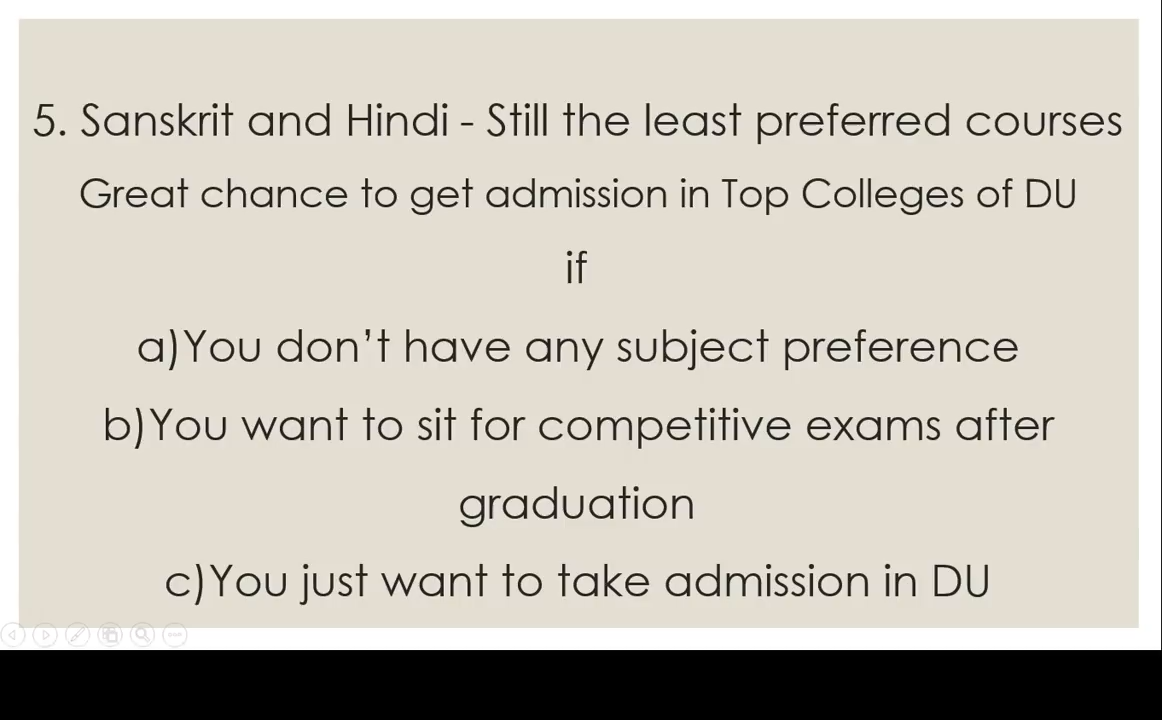 5. Sanskrit and Hindi - Still the least preferred courses
Great chance to get admission in Top Colleges of DU
if
a)You don’t have any subject preference
b)You want to sit for competitive exams after
graduation
c)You just want to take admission in DU